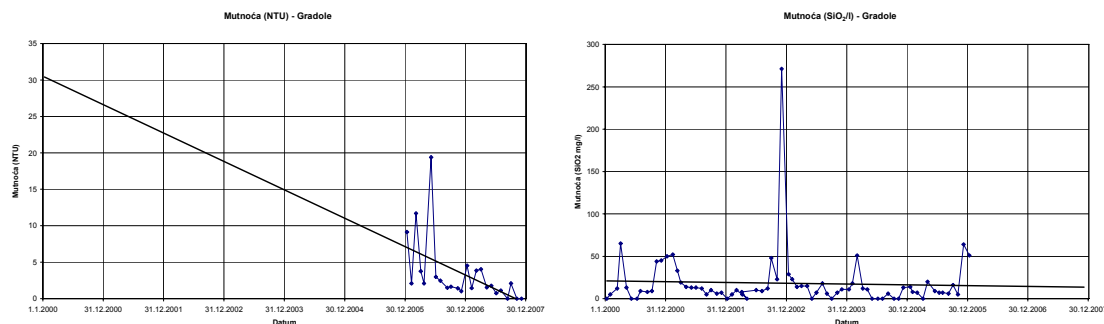 Mutnoća (NTU) - Gradole
35
30
25
20
15
10
5
0
Mutnoća (NTU)
1.1.2000 31.12.2000 31.12.2001 31.12.2002 31.12.2003 30.12.2004 30.12.2005 30.12.2006 30.12.2007
Datum
Mutnoća (SiO₂/l) - Gradole
300
250
200
150
100
50
0
Mutnoća (SiO2 mg/l)
1.1.2000 31.12.2000 31.12.2001 31.12.2002 31.12.2003 30.12.2004 30.12.2005 30.12.2006 30.12.2007
Datum